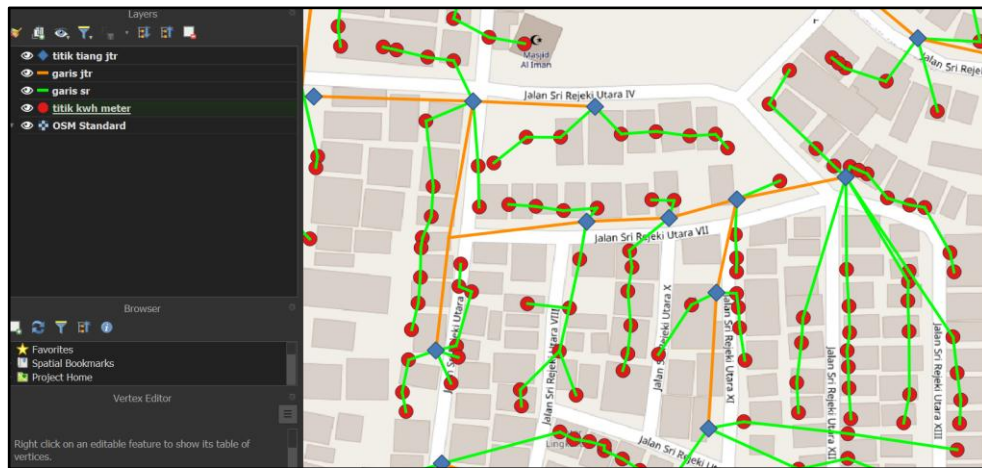 Layers
titik tiang jtr
garis jtr
garis sr
titik kwh meter
OSM Standard
Browser
Favorites
Spatial Bookmarks
Project Home
Vertex Editor
Right click on an editable feature to show its table of
vertices.
Masjid
Al Iman
Jalan Sri Rejeki Utara IV
Jalan Sri Rejeki
Jalan Sri Rejeki Utara VII
Jalan Sri Rejeki Utara VIII
Jalan Sri Rejeki Utara X
Jalan Sri Rejeki Utara XI
Jalan Sri Rejeki Utara XII
Jalan Sri Rejeki Utara XIII
Jalan Sri Rejeki Utara